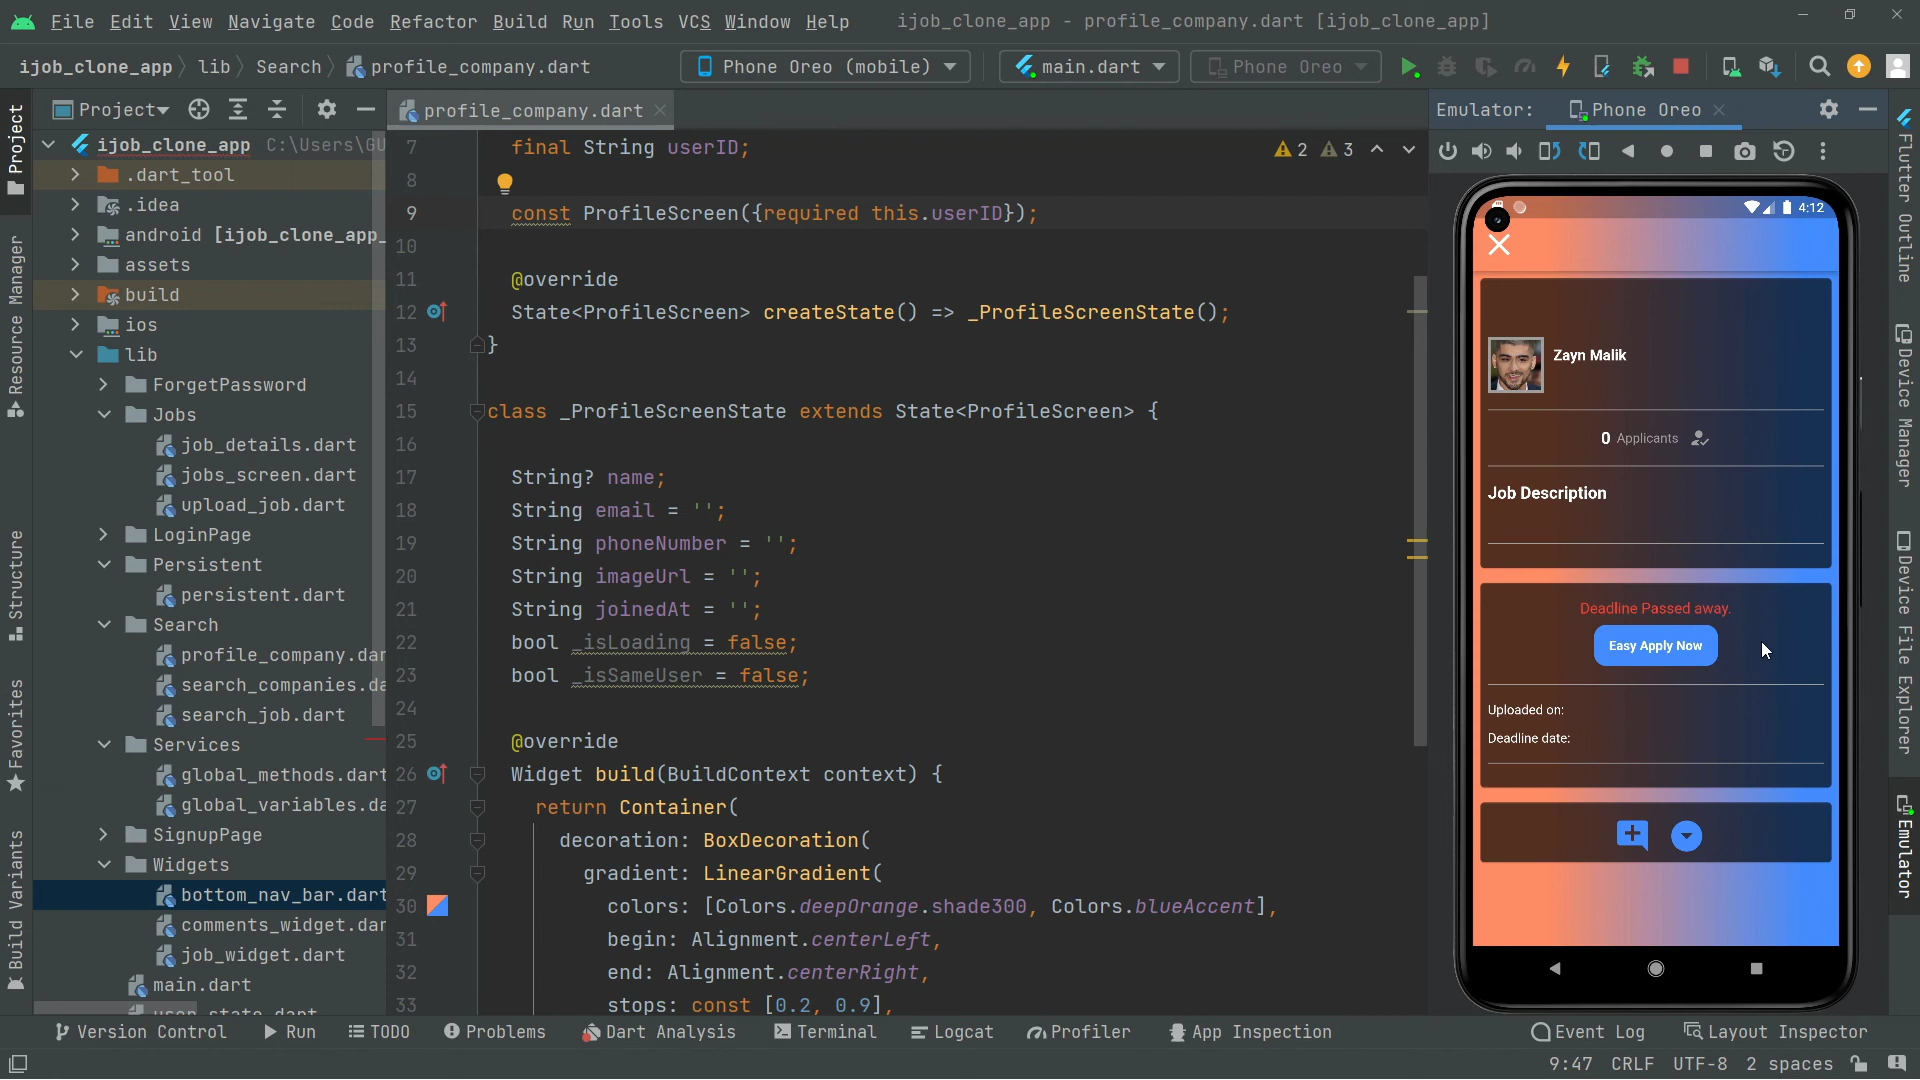 File Edit View Navigate Code Refactor Build Run Tools VCS Window Help ijob_clone_app - profile_company.dart [ijob_clone_app]
ijob_clone_app lib Search profile_company.dart Phone Oreo (mobile) main.dart Phone Oreo
Project profile_company.dart Emulator: Phone Oreo
ijob_clone_app C:\Users\GU
.dart_tool
.idea
android [ijob_clone_app_
assets
build
ios
lib
ForgetPassword
Jobs
job_details.dart
jobs_screen.dart
upload_job.dart
LoginPage
Persistent
persistent.dart
Search
profile_company.dar
search_companies.da
search_job.dart
Services
global_methods.dart
global_variables.da
SignupPage
Widgets
bottom_nav_bar.dart
comments_widget.dar
job_widget.dart
main.dart
Project
Resource Manager
Structure
Favorites
Build Variants
2 3
7 final String userID;
8
9 const ProfileScreen({required this.userID});
10
11 @override
12 State<ProfileScreen> createState() => _ProfileScreenState();
13 }
14
15 class _ProfileScreenState extends State<ProfileScreen> {
16
17 String? name;
18 String email = '';
19 String phoneNumber = '';
20 String imageUrl = '';
21 String joinedAt = '';
22 bool _isLoading = false;
23 bool _isSameUser = false;
24
25 @override
26 Widget build(BuildContext context) {
27 return Container(
28 decoration: BoxDecoration(
29 gradient: LinearGradient(
30 colors: [Colors.deepOrange.shade300, Colors.blueAccent],
31 begin: Alignment.centerLeft,
32 end: Alignment.centerRight,
33 stops: const [0.2, 0.9],
4:12
Zayn Malik
0 Applicants
Job Description
Deadline Passed away.
Easy Apply Now
Uploaded on:
Deadline date:
Flutter Outline
Device Manager
Device File Explorer
Emulator
Version Control Run TODO Problems Dart Analysis Terminal Logcat Profiler App Inspection Event Log Layout Inspector
9:47 CRLF UTF-8 2 spaces